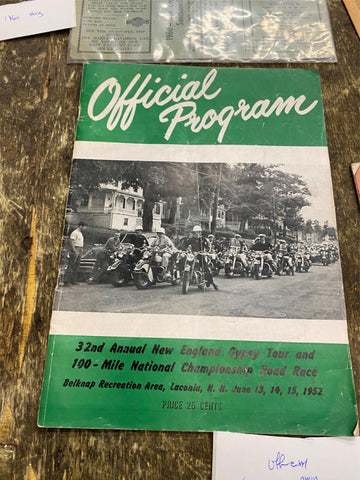 Official
Program
32nd Annual New England Gypsy Tour and
100-Mile National Championship Road Race
Belknap Recreation Area, Laconia, N. H. June 13, 14, 15, 1952
PRICE 25 CENTS